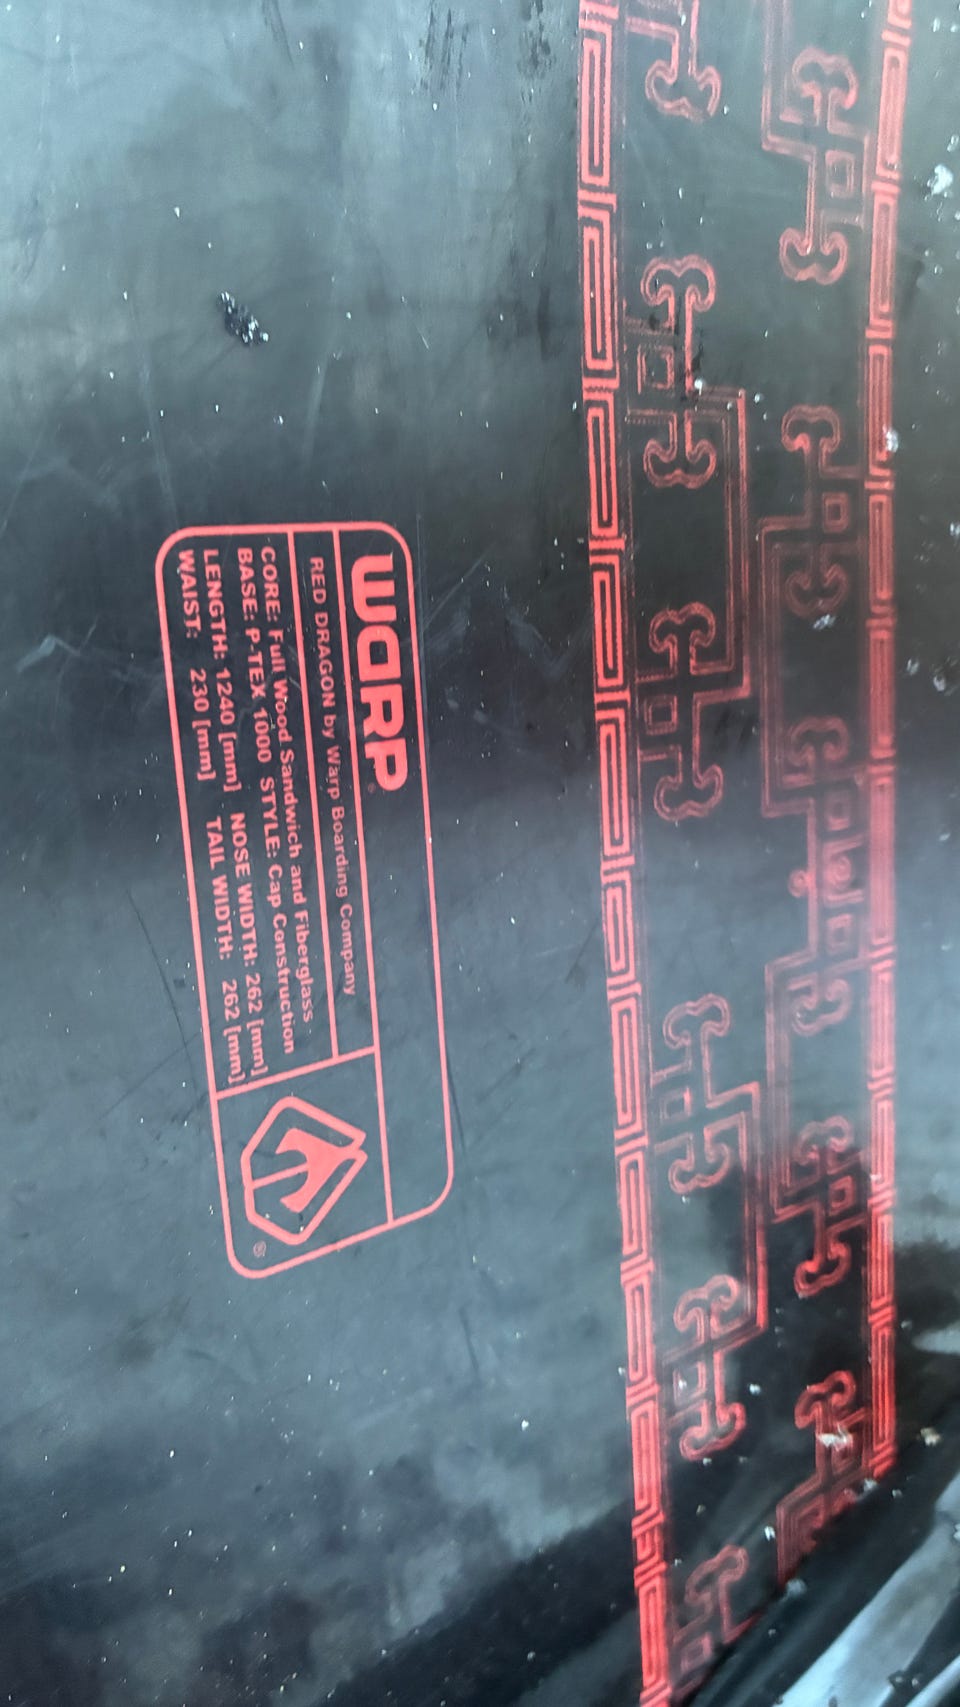 WARP®
RED DRAGON by Warp Boarding Company
CORE: Full Wood Sandwich and Fiberglass
BASE: P-TEX 1000 STYLE: Cap Construction
LENGTH: 1240 [mm] NOSE WIDTH: 262 [mm]
WAIST: 230 [mm] TAIL WIDTH: 262 [mm]
®